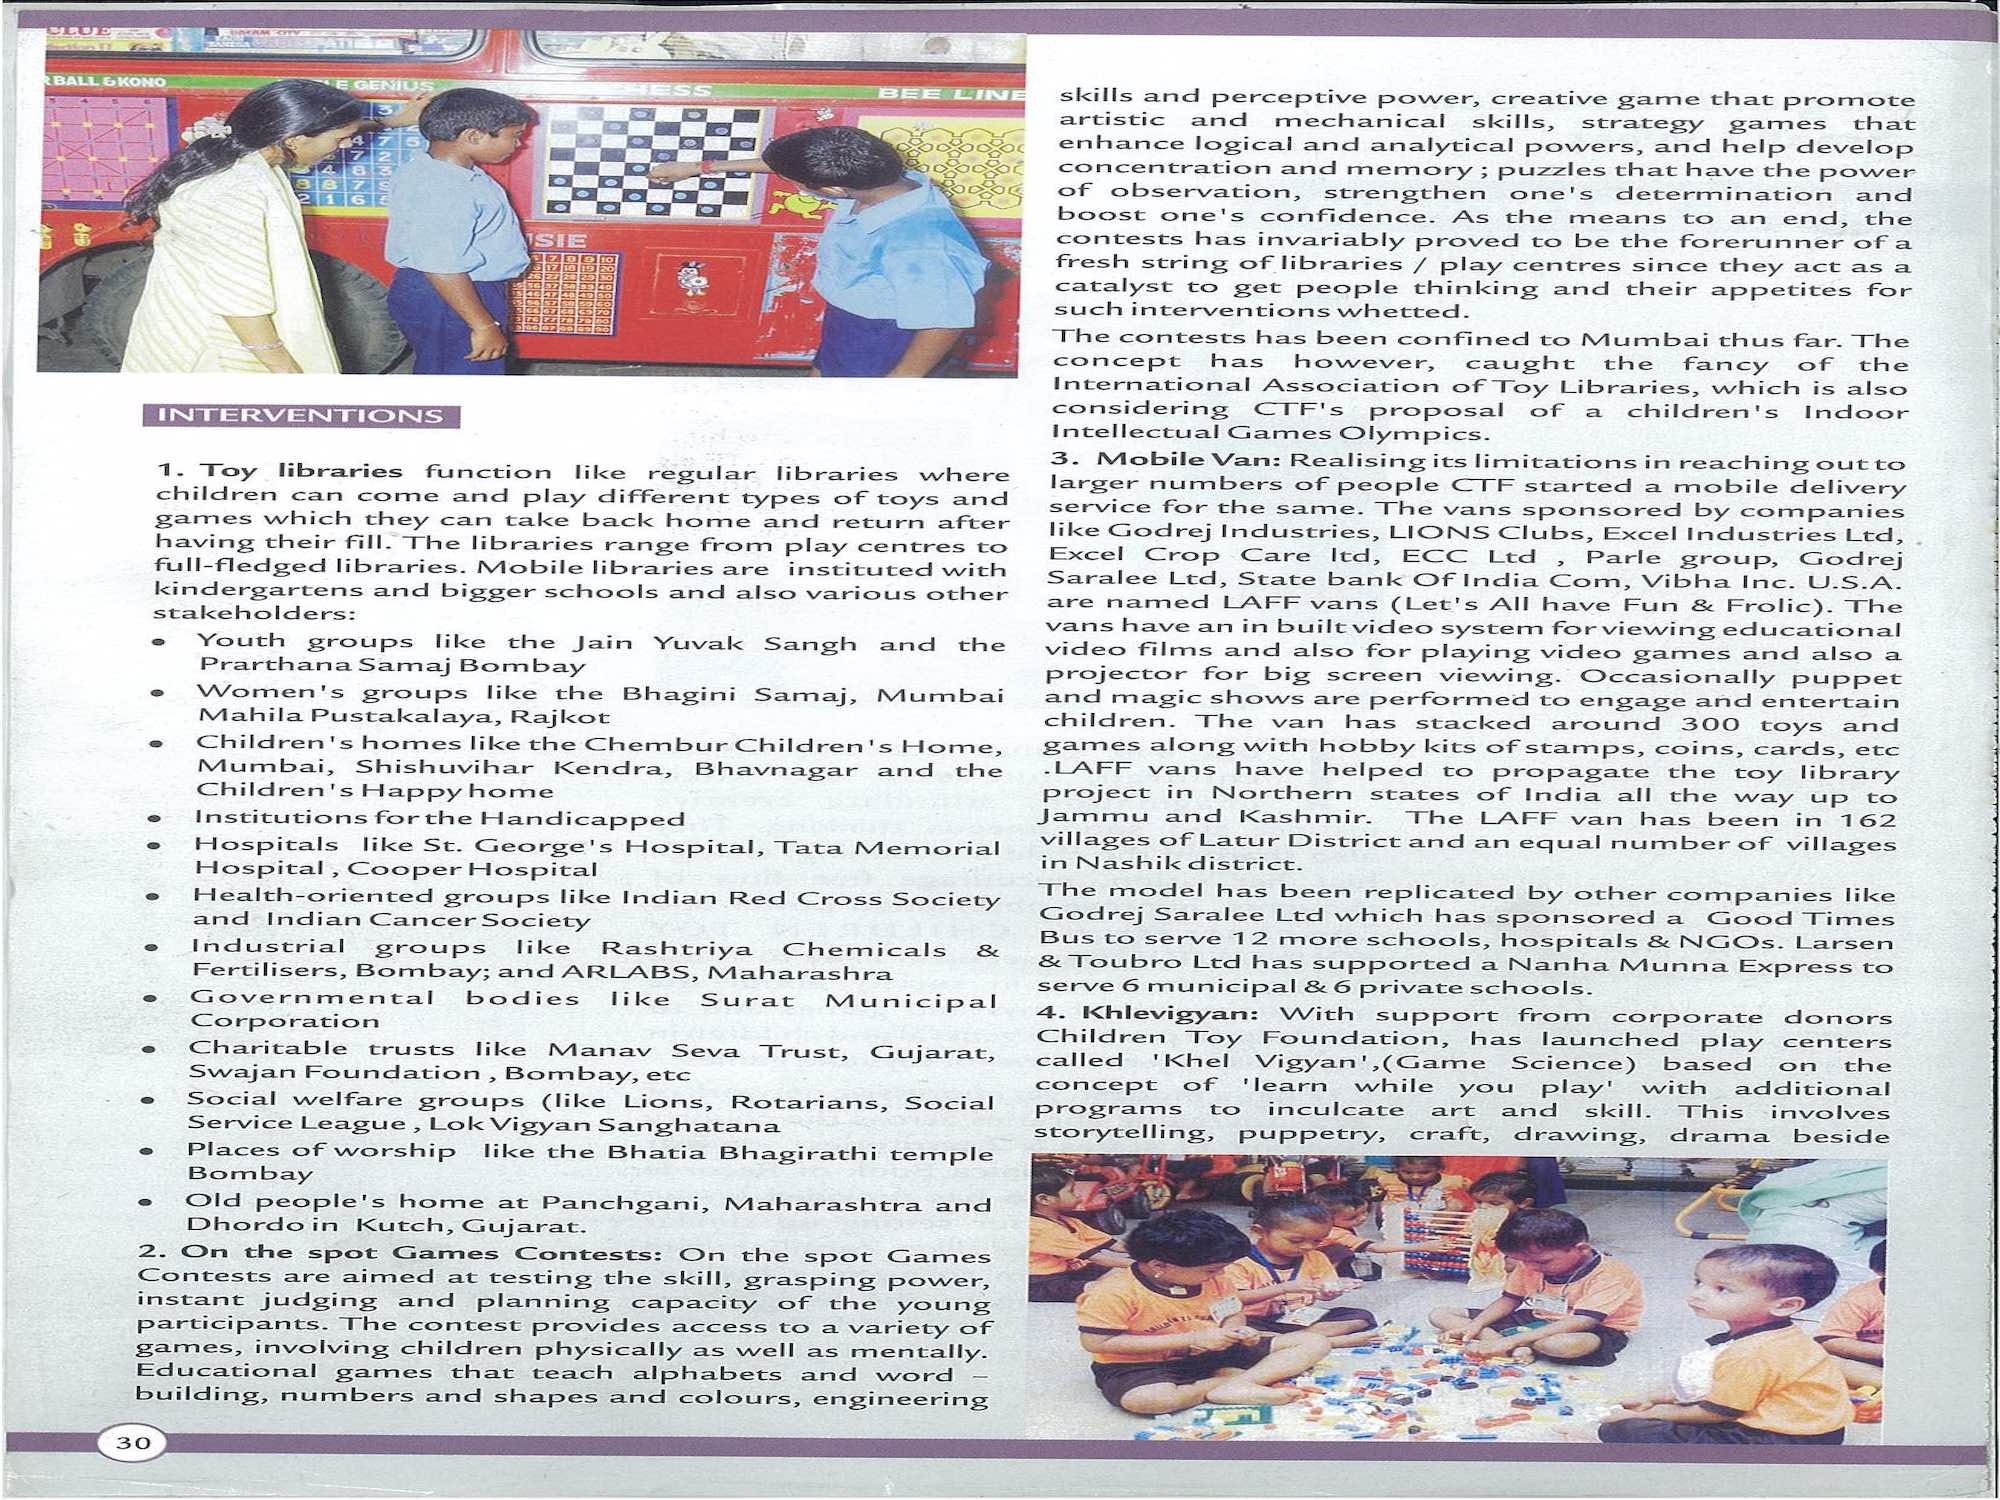 BALL & KONO
LE GENIUS
CHESS
BEE LINE
INTERVENTIONS
1. Toy libraries function like regular libraries where
children can come and play different types of toys and
games which they can take back home and return after
having their fill. The libraries range from play centres to
full-fledged libraries. Mobile libraries are instituted with
kindergartens and bigger schools and also various other
stakeholders:
• Youth groups like the Jain Yuvak Sangh and the
Prarthana Samaj Bombay
• Women's groups like the Bhagini Samaj, Mumbai
Mahila Pustakalaya, Rajkot
• Children's homes like the Chembur Children's Home,
Mumbai, Shishuvihar Kendra, Bhavnagar and the
Children's Happy home
• Institutions for the Handicapped
• Hospitals like St. George's Hospital, Tata Memorial
Hospital , Cooper Hospital
• Health-oriented groups like Indian Red Cross Society
and Indian Cancer Society
• Industrial groups like Rashtriya Chemicals &
Fertilisers, Bombay; and ARLABS, Maharashra
• Governmental bodies like Surat Municipal
Corporation
• Charitable trusts like Manav Seva Trust, Gujarat,
Swajan Foundation , Bombay, etc
• Social welfare groups (like Lions, Rotarians, Social
Service League , Lok Vigyan Sanghatana
• Places of worship like the Bhatia Bhagirathi temple
Bombay
• Old people's home at Panchgani, Maharashtra and
Dhordo in Kutch, Gujarat.
2. On the spot Games Contests: On the spot Games
Contests are aimed at testing the skill, grasping power,
instant judging and planning capacity of the young
participants. The contest provides access to a variety of
games, involving children physically as well as mentally.
Educational games that teach alphabets and word –
building, numbers and shapes and colours, engineering
skills and perceptive power, creative game that promote
artistic and mechanical skills, strategy games that
enhance logical and analytical powers, and help develop
concentration and memory ; puzzles that have the power
of observation, strengthen one's determination and
boost one's confidence. As the means to an end, the
contests has invariably proved to be the forerunner of a
fresh string of libraries / play centres since they act as a
catalyst to get people thinking and their appetites for
such interventions whetted.
The contests has been confined to Mumbai thus far. The
concept has however, caught the fancy of the
International Association of Toy Libraries, which is also
considering CTF's proposal of a children's Indoor
Intellectual Games Olympics.
3. Mobile Van: Realising its limitations in reaching out to
larger numbers of people CTF started a mobile delivery
service for the same. The vans sponsored by companies
like Godrej Industries, LIONS Clubs, Excel Industries Ltd,
Excel Crop Care ltd, ECC Ltd , Parle group, Godrej
Saralee Ltd, State bank Of India Com, Vibha Inc. U.S.A.
are named LAFF vans (Let's All have Fun & Frolic). The
vans have an in built video system for viewing educational
video films and also for playing video games and also a
projector for big screen viewing. Occasionally puppet
and magic shows are performed to engage and entertain
children. The van has stacked around 300 toys and
games along with hobby kits of stamps, coins, cards, etc
.LAFF vans have helped to propagate the toy library
project in Northern states of India all the way up to
Jammu and Kashmir. The LAFF van has been in 162
villages of Latur District and an equal number of villages
in Nashik district.
The model has been replicated by other companies like
Godrej Saralee Ltd which has sponsored a Good Times
Bus to serve 12 more schools, hospitals & NGOs. Larsen
& Toubro Ltd has supported a Nanha Munna Express to
serve 6 municipal & 6 private schools.
4. Khlevigyan: With support from corporate donors
Children Toy Foundation, has launched play centers
called 'Khel Vigyan',(Game Science) based on the
concept of 'learn while you play' with additional
programs to inculcate art and skill. This involves
storytelling, puppetry, craft, drawing, drama beside
30